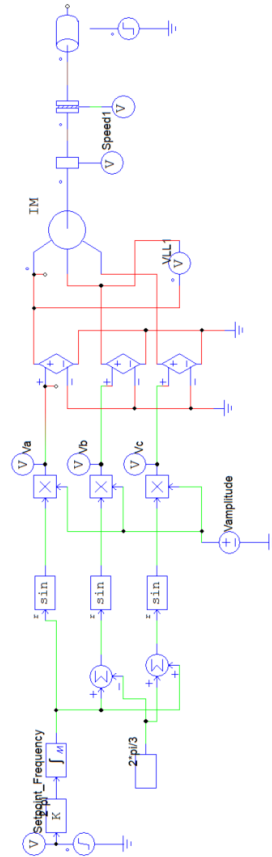 Speed1
V
V
IM
VLL1
V
Va
V
Vb
V
Vc
V
Vamplitude
sin
sin
sin
2*pi/3
Setpoint_Frequency
2*pi
V
K